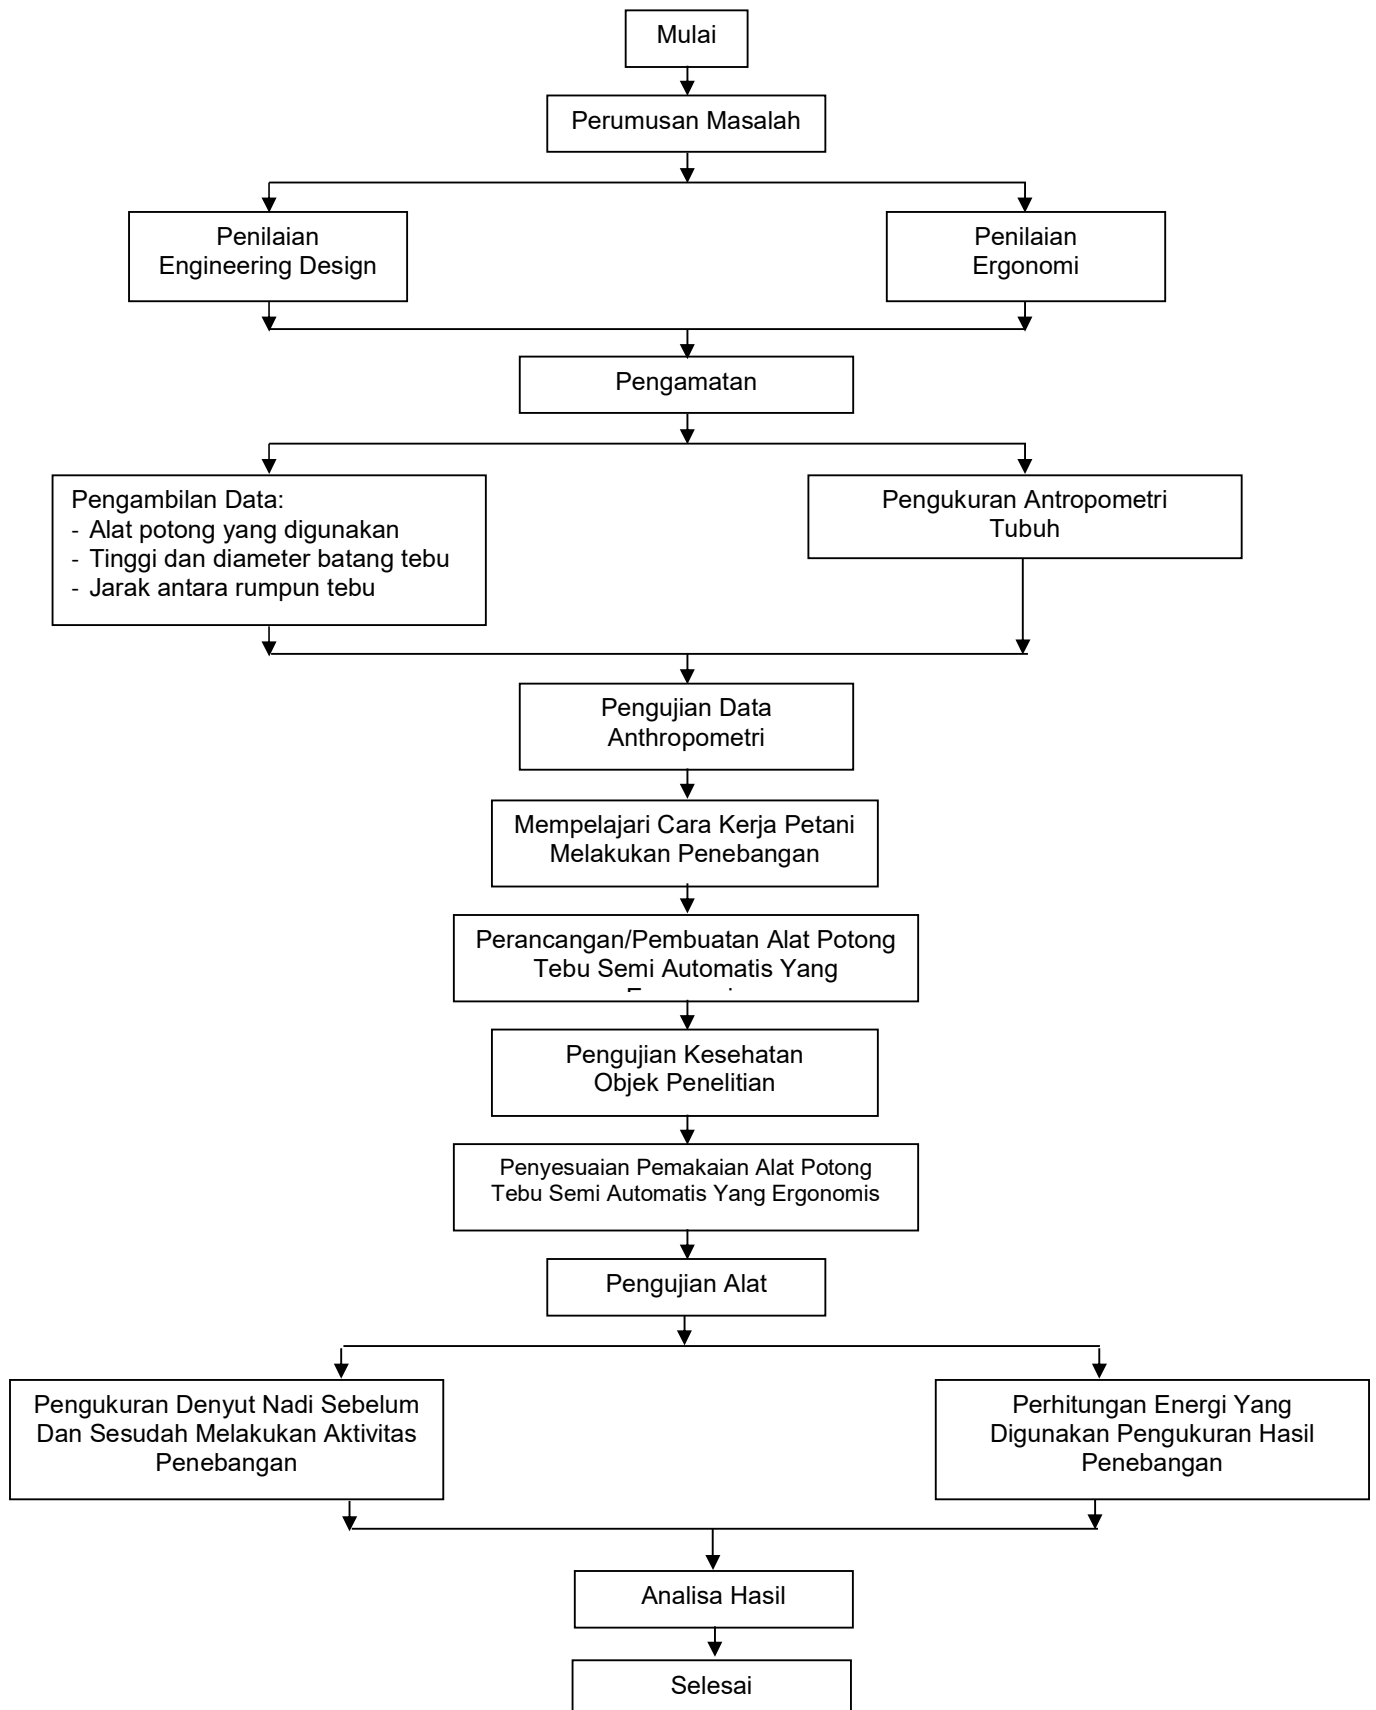 Mulai
Perumusan Masalah
Penilaian
Engineering Design
Penilaian
Ergonomi
Pengamatan
Pengambilan Data:
- Alat potong yang digunakan
- Tinggi dan diameter batang tebu
- Jarak antara rumpun tebu
Pengukuran Antropometri
Tubuh
Pengujian Data
Anthropometri
Mempelajari Cara Kerja Petani
Melakukan Penebangan
Perancangan/Pembuatan Alat Potong
Tebu Semi Automatis Yang
Pengujian Kesehatan
Objek Penelitian
Penyesuaian Pemakaian Alat Potong
Tebu Semi Automatis Yang Ergonomis
Pengujian Alat
Pengukuran Denyut Nadi Sebelum
Dan Sesudah Melakukan Aktivitas
Penebangan
Perhitungan Energi Yang
Digunakan Pengukuran Hasil
Penebangan
Analisa Hasil
Selesai